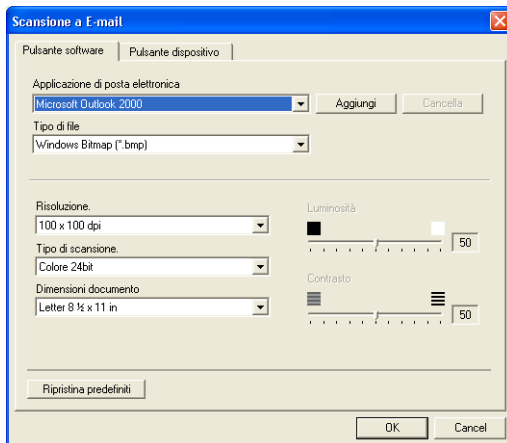 Scansione a E-mail
Pulsante software
Pulsante dispositivo
Applicazione di posta elettronica
Microsoft Outlook 2000
Aggiungi
Cancella
Tipo di file
Windows Bitmap (*.bmp)
Risoluzione.
100 x 100 dpi
Tipo di scansione.
Colore 24bit
Dimensioni documento
Letter 8 ½ x 11 in
Luminosità
50
Contrasto
50
Ripristina predefiniti
OK
Cancel